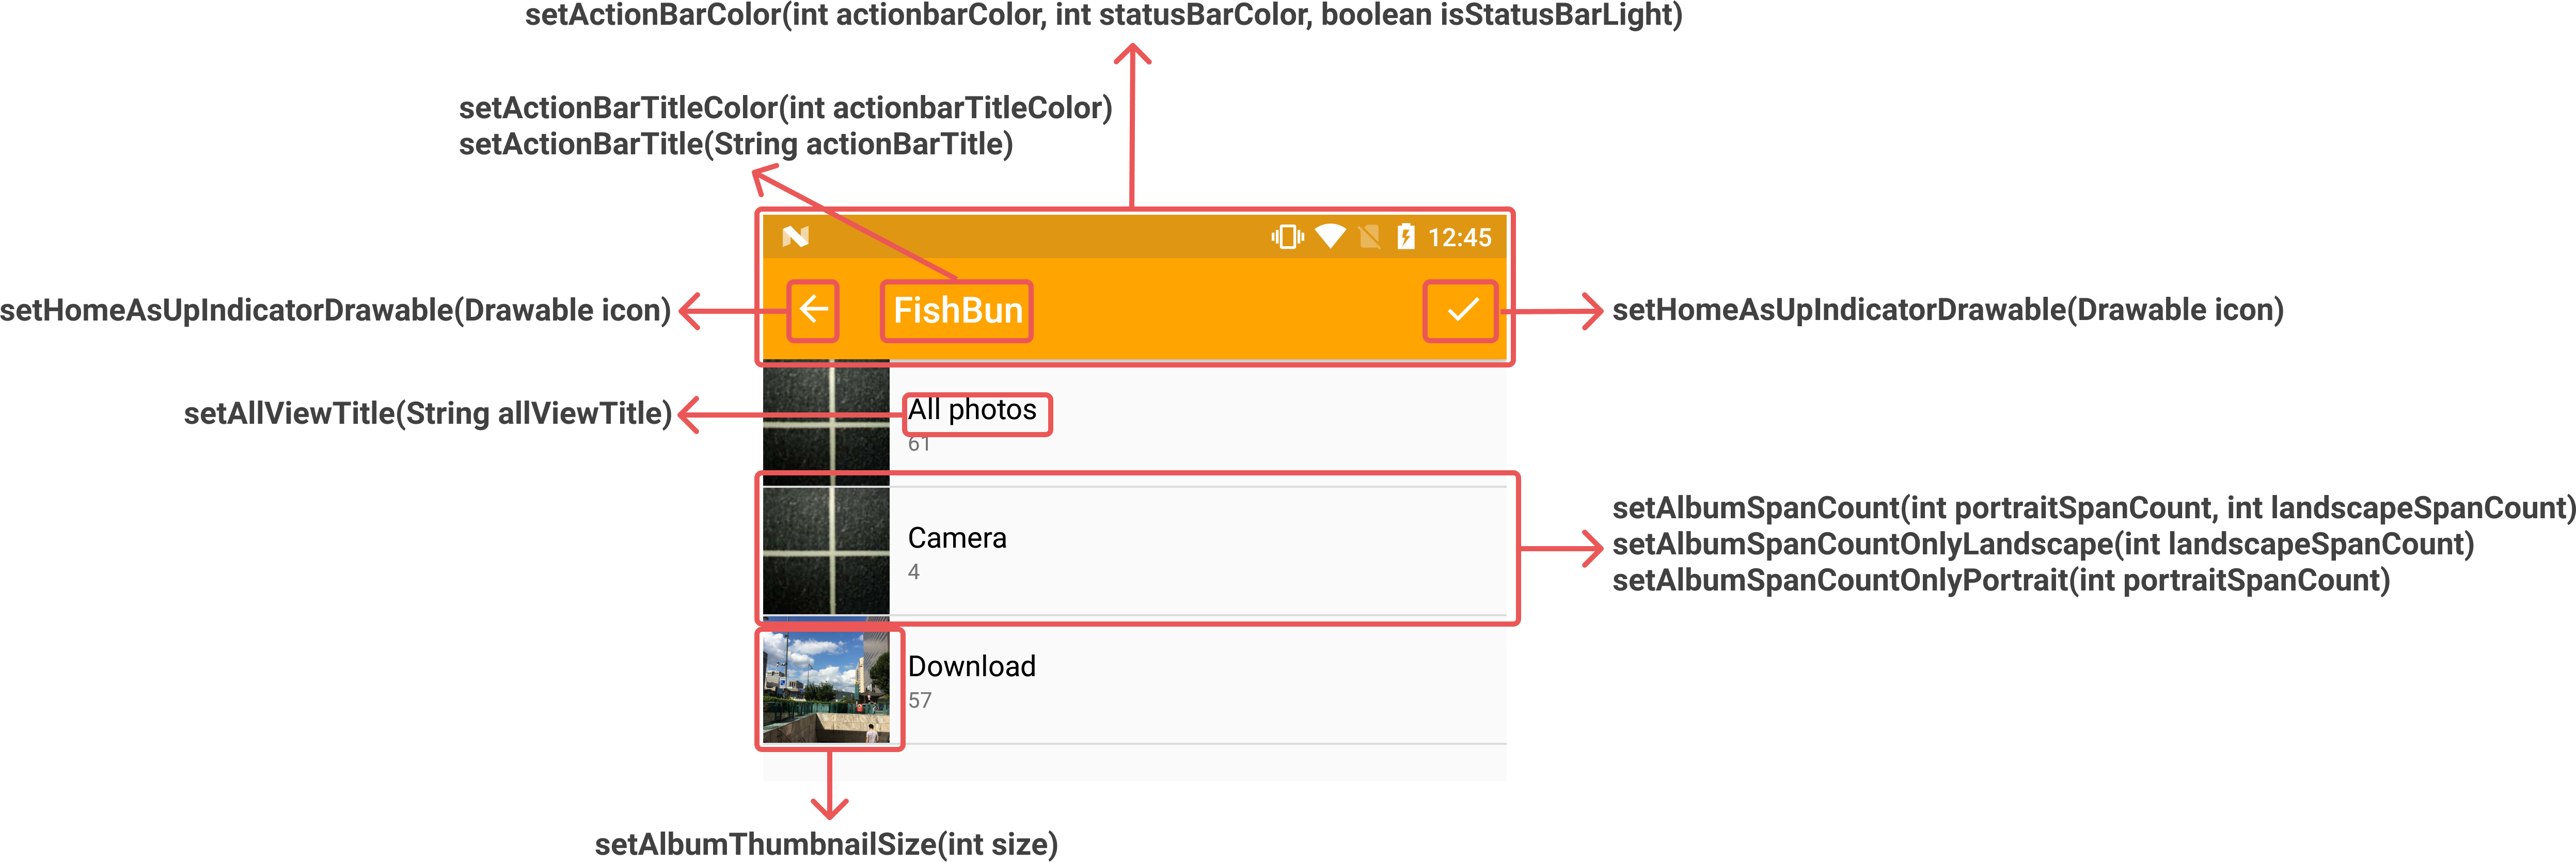 setActionBarColor(int actionbarColor, int statusBarColor, boolean isStatusBarLight)
setActionBarTitleColor(int actionbarTitleColor)
setActionBarTitle(String actionBarTitle)
12:45
setHomeAsUpIndicatorDrawable(Drawable icon)
FishBun
setHomeAsUpIndicatorDrawable(Drawable icon)
setAllViewTitle(String allViewTitle)
All photos
61
setAlbumSpanCount(int portraitSpanCount, int landscapeSpanCount)
setAlbumSpanCountOnlyLandscape(int landscapeSpanCount)
setAlbumSpanCountOnlyPortrait(int portraitSpanCount)
Camera
4
Download
57
setAlbumThumbnailSize(int size)